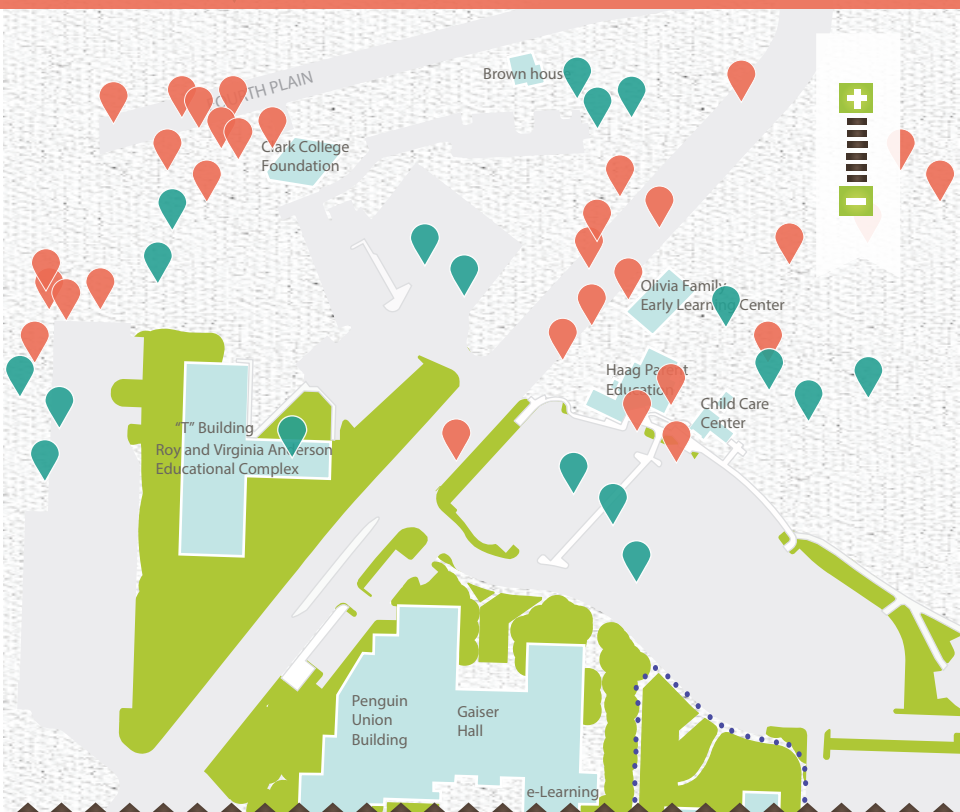 FOURTH PLAIN
Brown house
Clark College
Foundation
Olivia Family
Early Learning Center
Haag Parent
Education
Child Care
Center
“T” Building
Roy and Virginia Anderson
Educational Complex
Penguin
Union
Building
Gaiser
Hall
e-Learning